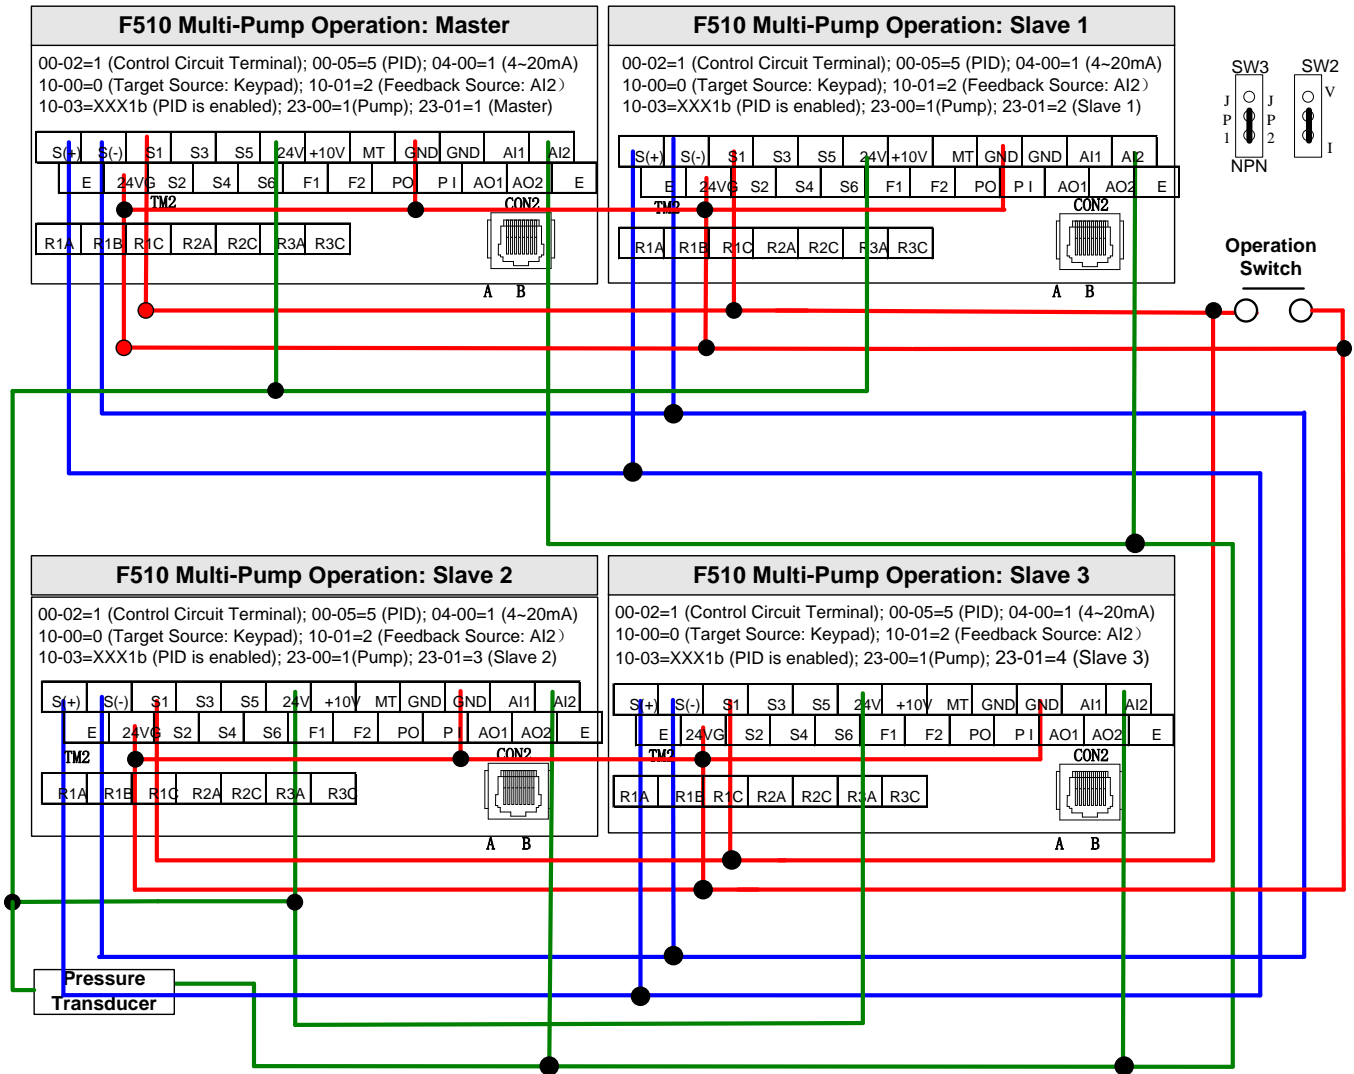 F510 Multi-Pump Operation: Master
00-02=1 (Control Circuit Terminal); 00-05=5 (PID); 04-00=1 (4~20mA)
10-00=0 (Target Source: Keypad); 10-01=2 (Feedback Source: AI2）
10-03=XXX1b (PID is enabled); 23-00=1(Pump); 23-01=1 (Master)
S(+) S(-) S1 S3 S5 24V +10V MT GND GND AI1 AI2
E 24VG S2 S4 S6 F1 F2 PO P I AO1 AO2 E
TM2 CON2
R1A R1B R1C R2A R2C R3A R3C
A B
F510 Multi-Pump Operation: Slave 1
00-02=1 (Control Circuit Terminal); 00-05=5 (PID); 04-00=1 (4~20mA)
10-00=0 (Target Source: Keypad); 10-01=2 (Feedback Source: AI2）
10-03=XXX1b (PID is enabled); 23-00=1(Pump); 23-01=2 (Slave 1)
S(+) S(-) S1 S3 S5 24V +10V MT GND GND AI1 AI2
E 24VG S2 S4 S6 F1 F2 PO P I AO1 AO2 E
TM2 CON2
R1A R1B R1C R2A R2C R3A R3C
A B
SW3 SW2
J J V
P P
1 2 I
NPN
Operation
Switch
F510 Multi-Pump Operation: Slave 2
00-02=1 (Control Circuit Terminal); 00-05=5 (PID); 04-00=1 (4~20mA)
10-00=0 (Target Source: Keypad); 10-01=2 (Feedback Source: AI2）
10-03=XXX1b (PID is enabled); 23-00=1(Pump); 23-01=3 (Slave 2)
S(+) S(-) S1 S3 S5 24V +10V MT GND GND AI1 AI2
E 24VG S2 S4 S6 F1 F2 PO P I AO1 AO2 E
TM2 CON2
R1A R1B R1C R2A R2C R3A R3C
A B
F510 Multi-Pump Operation: Slave 3
00-02=1 (Control Circuit Terminal); 00-05=5 (PID); 04-00=1 (4~20mA)
10-00=0 (Target Source: Keypad); 10-01=2 (Feedback Source: AI2）
10-03=XXX1b (PID is enabled); 23-00=1(Pump); 23-01=4 (Slave 3)
S(+) S(-) S1 S3 S5 24V +10V MT GND GND AI1 AI2
E 24VG S2 S4 S6 F1 F2 PO P I AO1 AO2 E
TM2 CON2
R1A R1B R1C R2A R2C R3A R3C
A B
Pressure
Transducer